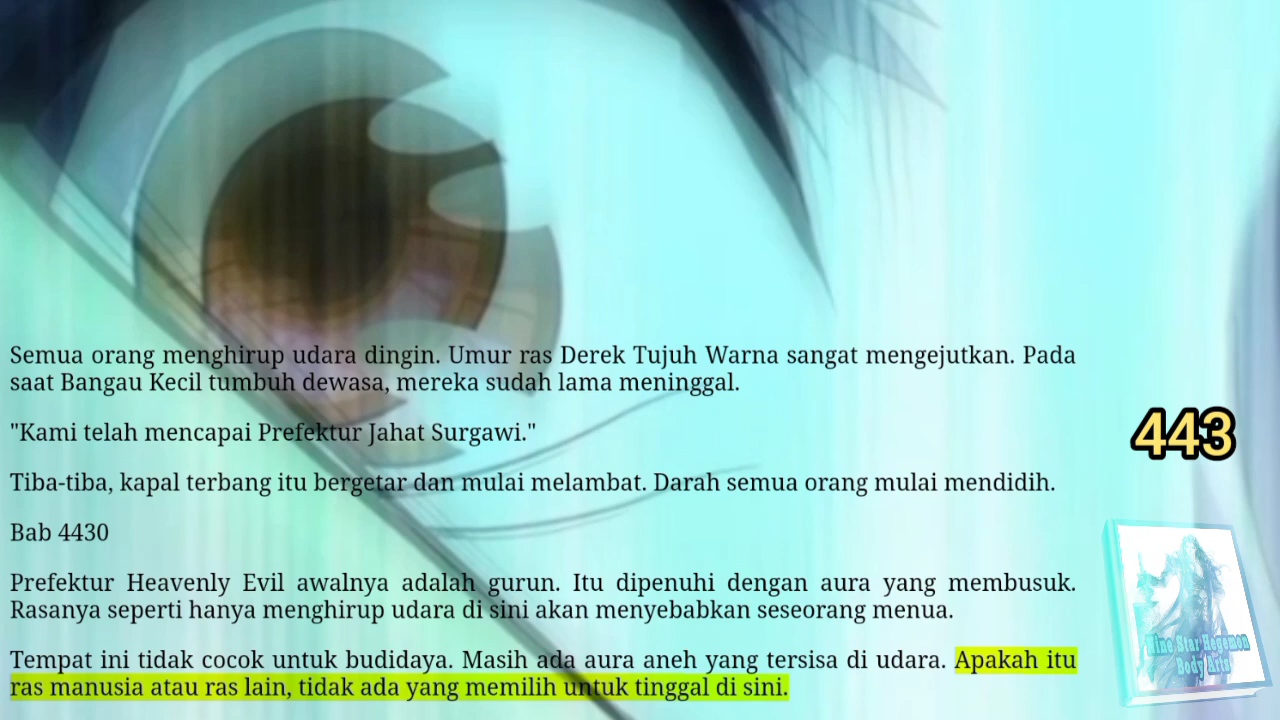 Semua orang menghirup udara dingin. Umur ras Derek Tujuh Warna sangat mengejutkan. Pada
saat Bangau Kecil tumbuh dewasa, mereka sudah lama meninggal.
"Kami telah mencapai Prefektur Jahat Surgawi."
Tiba-tiba, kapal terbang itu bergetar dan mulai melambat. Darah semua orang mulai mendidih.
Bab 4430
Prefektur Heavenly Evil awalnya adalah gurun. Itu dipenuhi dengan aura yang membusuk.
Rasanya seperti hanya menghirup udara di sini akan menyebabkan seseorang menua.
Tempat ini tidak cocok untuk budidaya. Masih ada aura aneh yang tersisa di udara. Apakah itu
ras manusia atau ras lain, tidak ada yang memilih untuk tinggal di sini.
443
Nine Star Hegemon
Body Arts